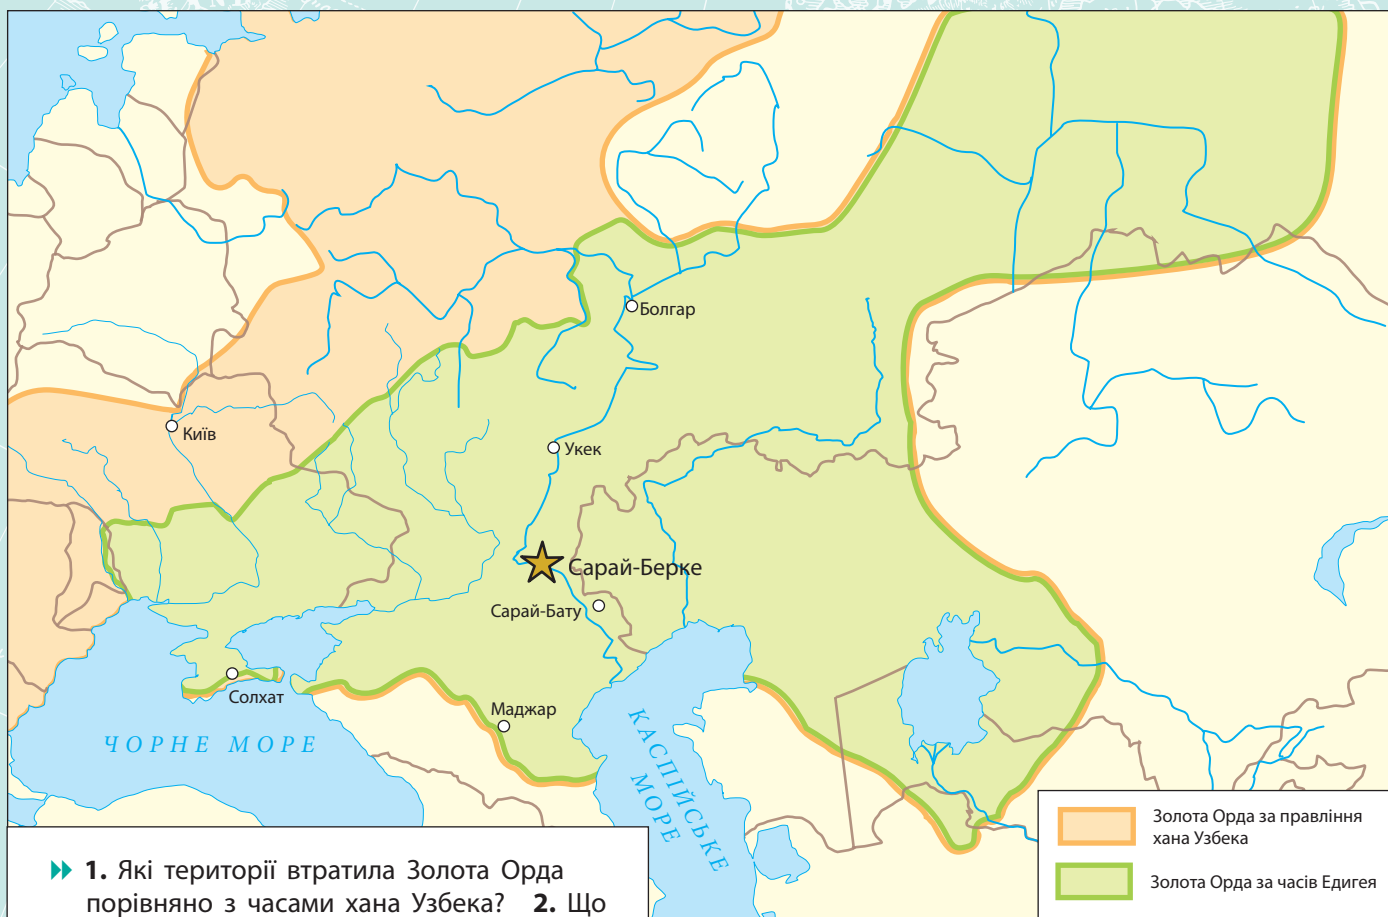 Болгар
Київ
Укек
Сарай-Берке
Сарай-Бату
Солхат
Маджар
ЧОРНЕ МОРЕ
КАСПІЙСЬКЕ
МОРЕ
Золота Орда за правління
хана Узбека
Золота Орда за часів Едигея
1. Які території втратила Золота Орда
порівняно з часами хана Узбека? 2. Що